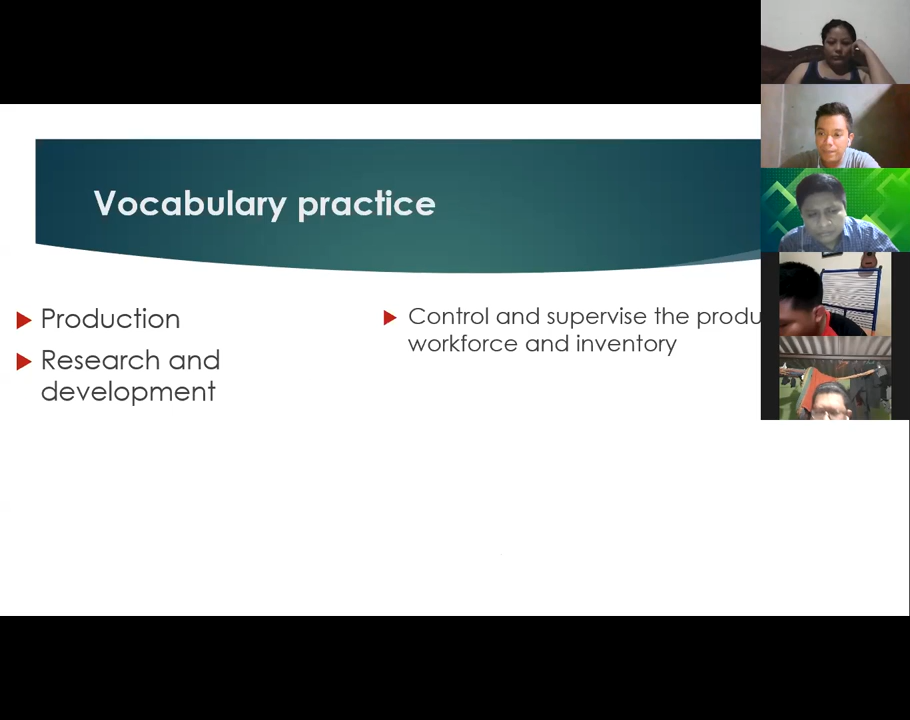 Vocabulary practice
Production
Research and
development
Control and supervise the produ
workforce and inventory